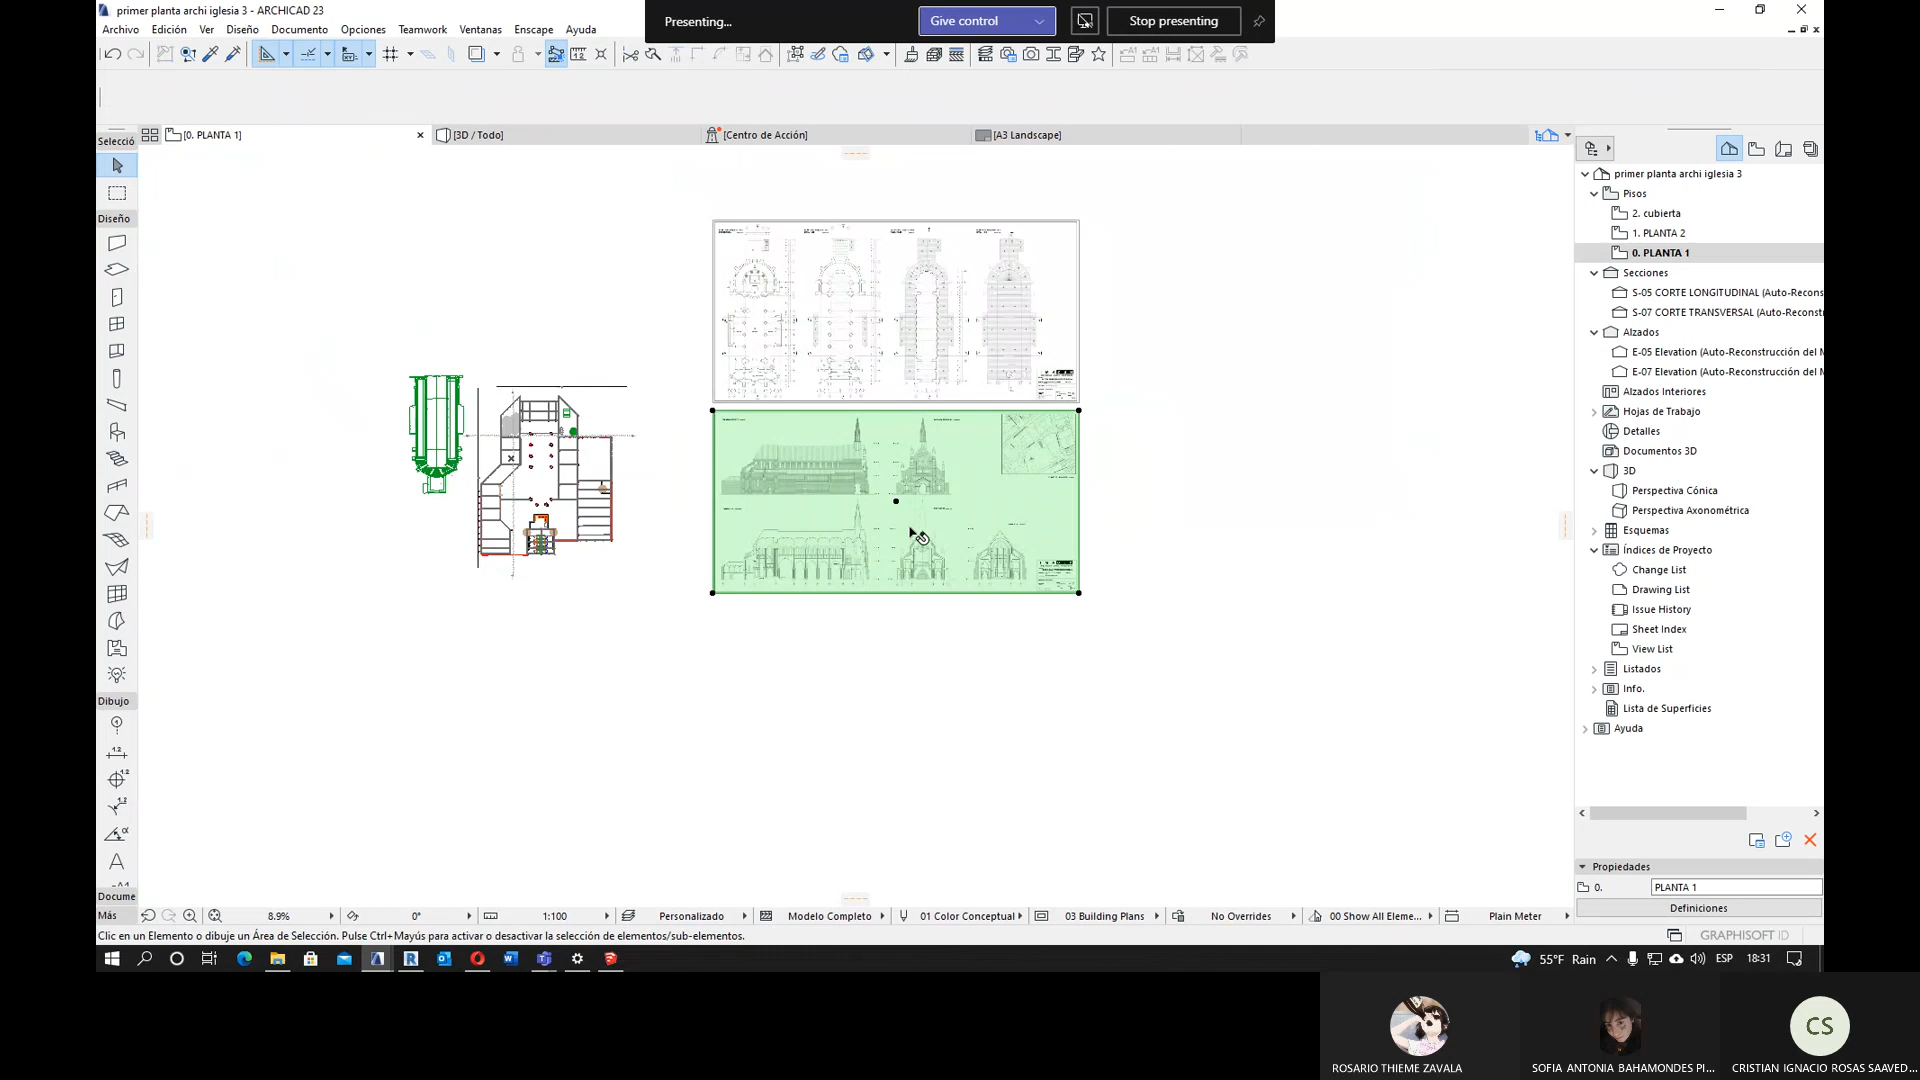 primer planta archi iglesia 3 - ARCHICAD 23
Presenting...
Give control
Stop presenting
Archivo Edición Ver Diseño Documento Opciones Teamwork Ventanas Enscape Ayuda
Selecció
[0. PLANTA 1]
[3D / Todo]
[Centro de Acción]
[A3 Landscape]
Diseño
Dibujo
Docume
Más
primer planta archi iglesia 3
Pisos
2. cubierta
1. PLANTA 2
0. PLANTA 1
Secciones
S-05 CORTE LONGITUDINAL (Auto-Recons
S-07 CORTE TRANSVERSAL (Auto-Reconst
Alzados
E-05 Elevation (Auto-Reconstrucción del M
E-07 Elevation (Auto-Reconstrucción del M
Alzados Interiores
Hojas de Trabajo
Detalles
Documentos 3D
3D
Perspectiva Cónica
Perspectiva Axonométrica
Esquemas
Índices de Proyecto
Change List
Drawing List
Issue History
Sheet Index
View List
Listados
Info.
Lista de Superficies
Ayuda
Propiedades
0. PLANTA 1
Definiciones
8.9% 0° 1:100 Personalizado Modelo Completo 01 Color Conceptual 03 Building Plans No Overrides 00 Show All Eleme... Plain Meter
Clic en un Elemento o dibuje un Área de Selección. Pulse Ctrl+Mayús para activar o desactivar la selección de elementos/sub-elementos.
GRAPHISOFT ID
55°F Rain ESP 18:31
CS
ROSARIO THIEME ZAVALA
SOFIA ANTONIA BAHAMONDES PI...
CRISTIAN IGNACIO ROSAS SAAVED...